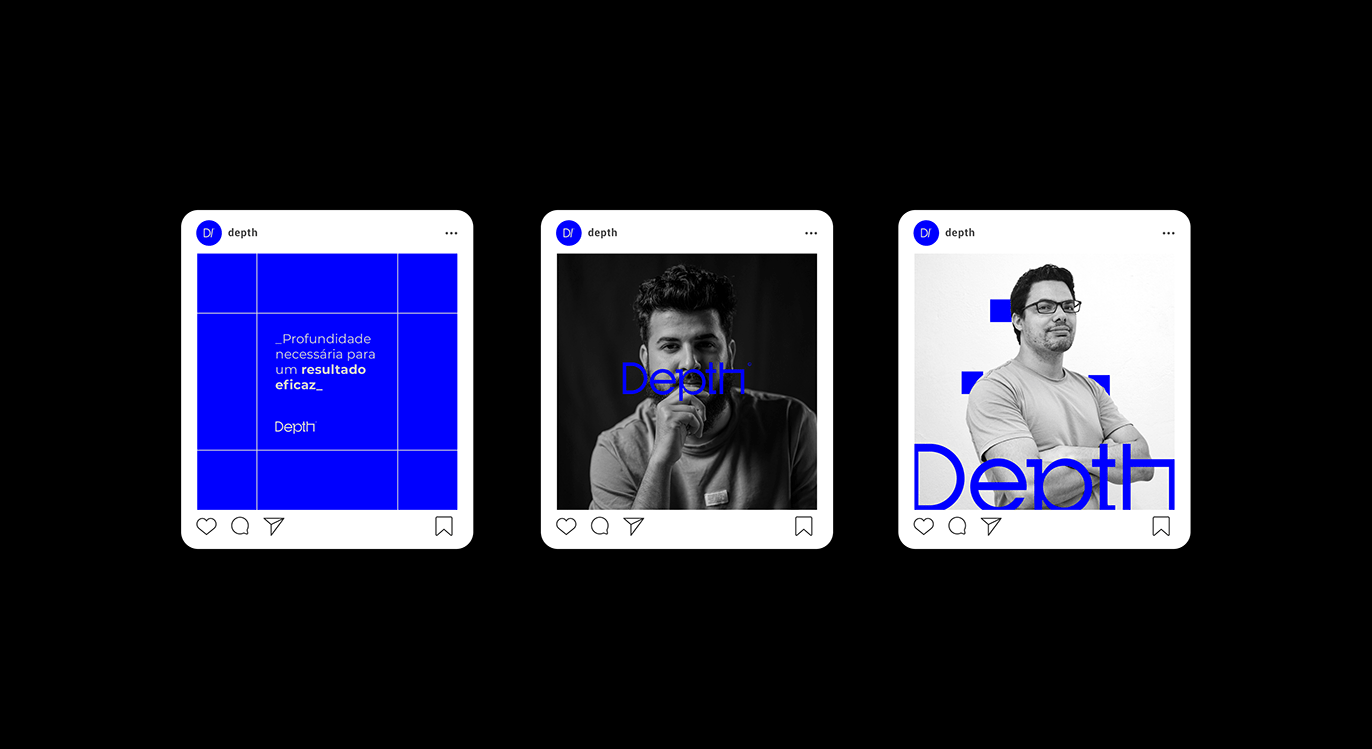 D/ depth
_Profundidade
necessária para
um resultado
eficaz_
Depth
D/ depth
Depth
D/ depth
Depth